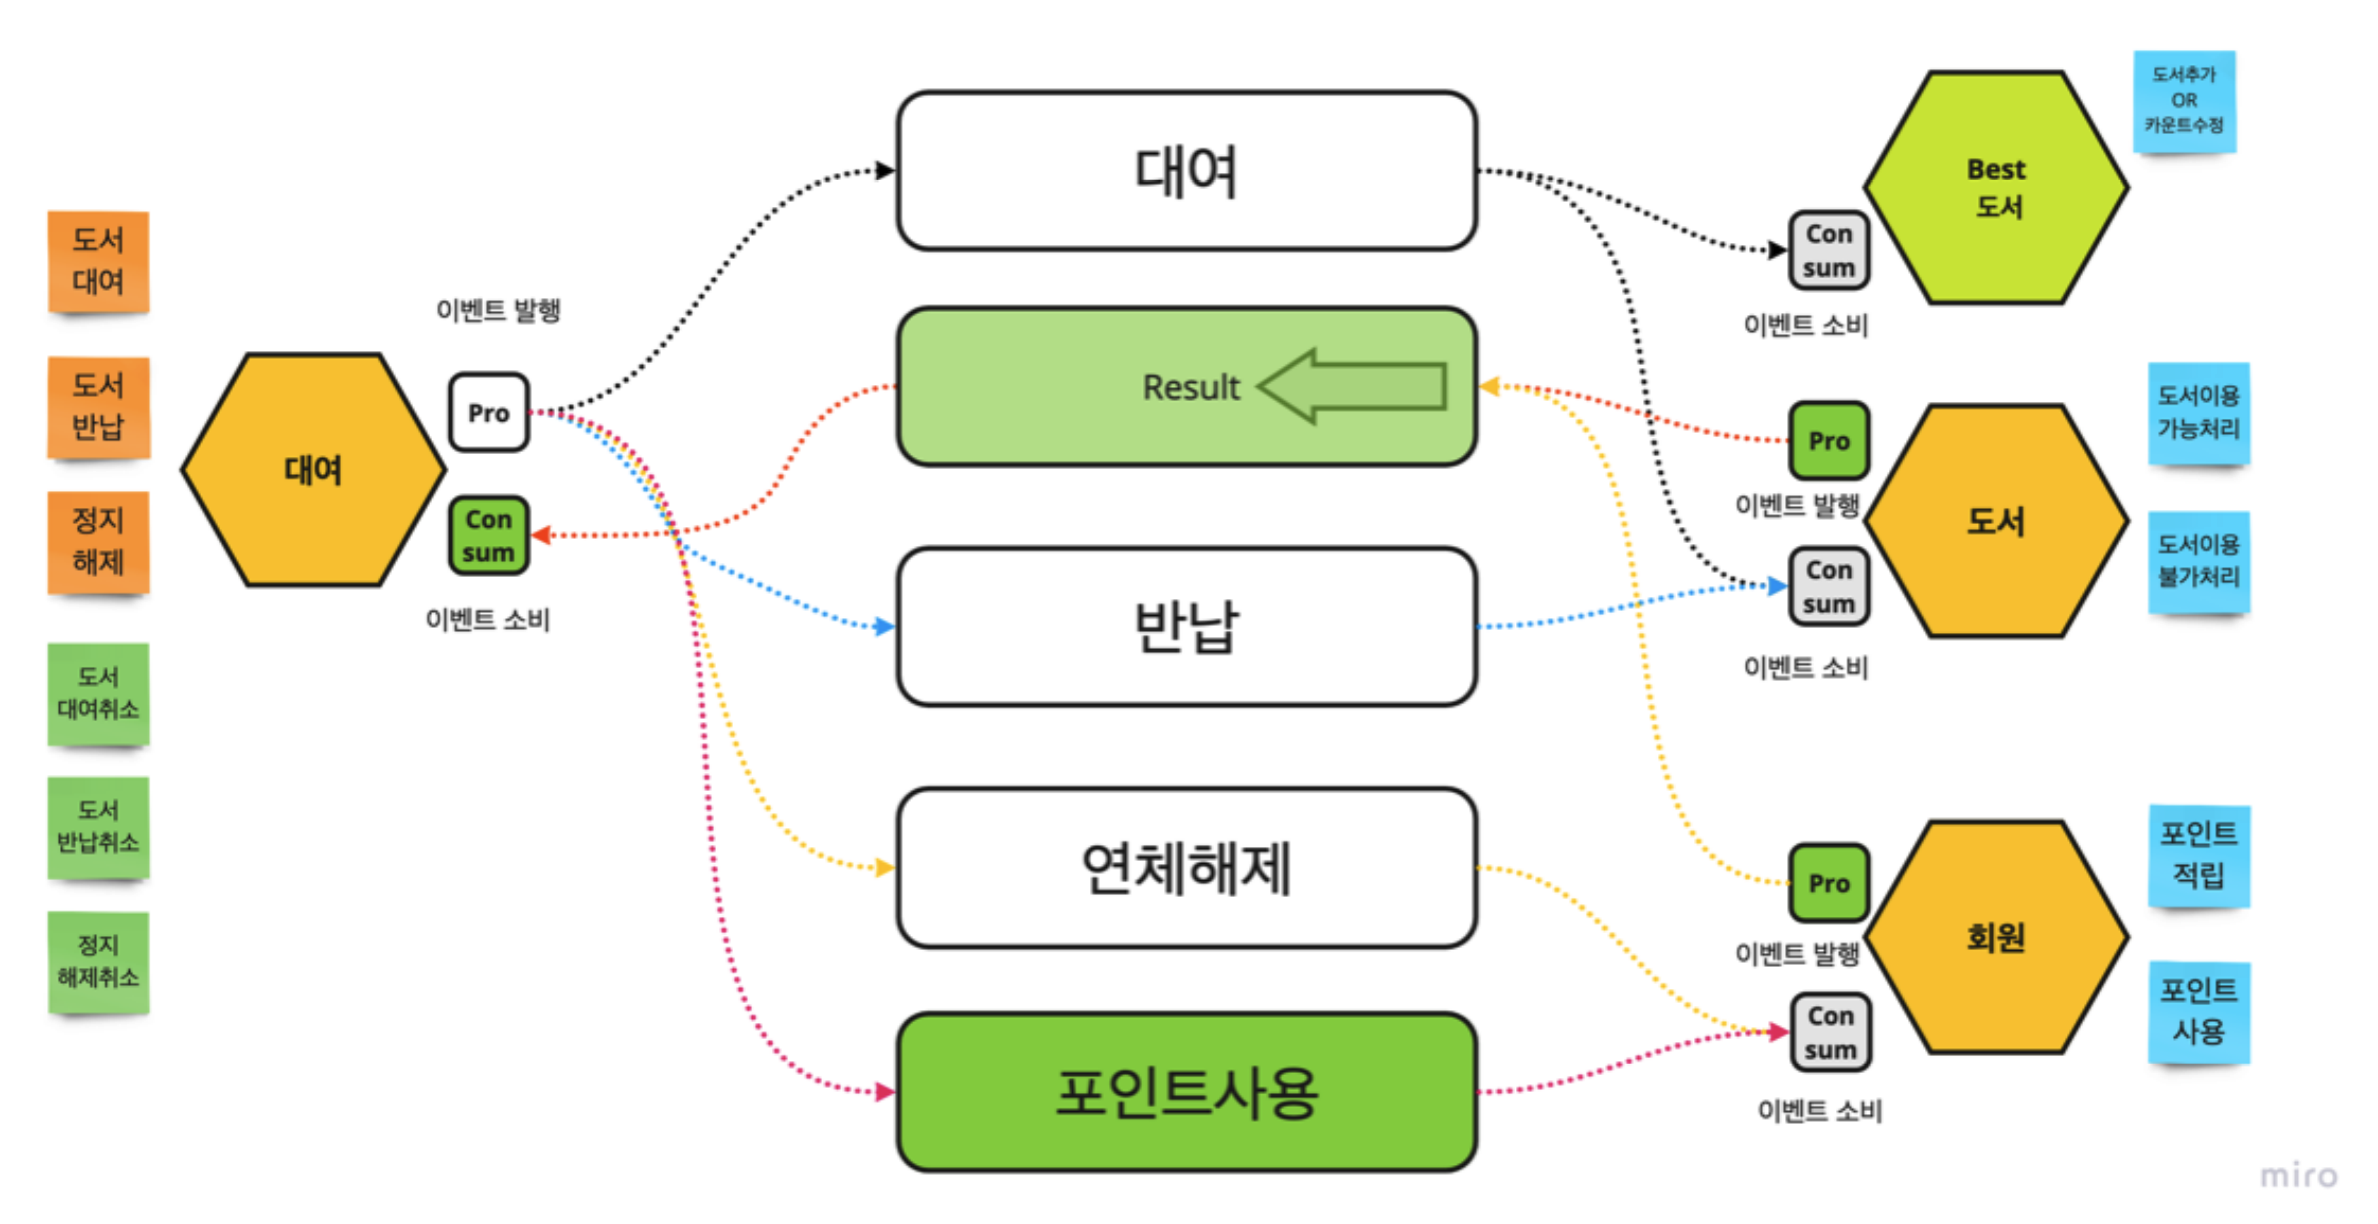 도서
대여
도서
반납
정지
해제
도서
대여취소
도서
반납취소
정지
해제취소
대여
이벤트 발행
Pro
Con
sum
이벤트 소비
대여
Result
반납
연체해제
포인트사용
Best
도서
Con
sum
이벤트 소비
도서추가
OR
카운트수정
Pro
이벤트 발행
도서
Con
sum
이벤트 소비
도서이용
가능처리
도서이용
불가처리
Pro
이벤트 발행
회원
Con
sum
이벤트 소비
포인트
적립
포인트
사용
miro